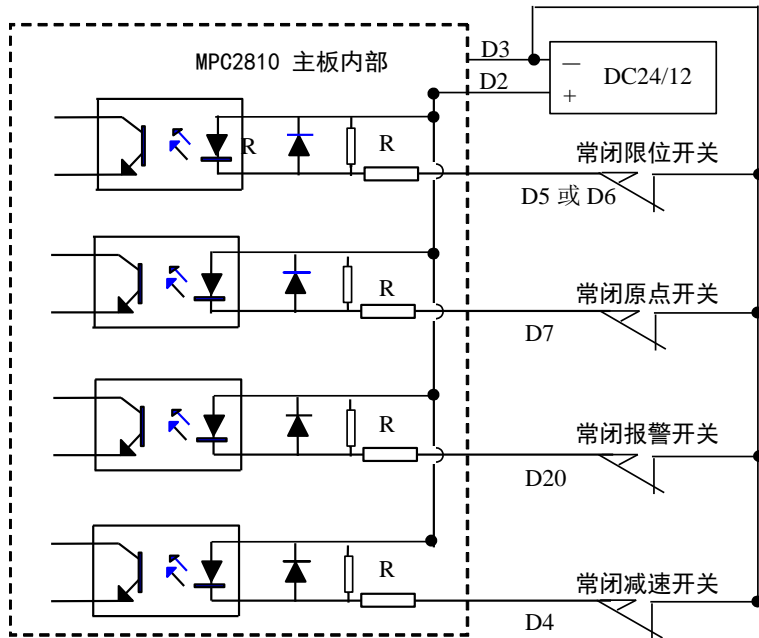 MPC2810 主板内部
D3
D2
—
+
DC24/12
R
R
常闭限位开关
D5 或 D6
R
常闭原点开关
D7
R
常闭报警开关
D20
R
常闭减速开关
D4